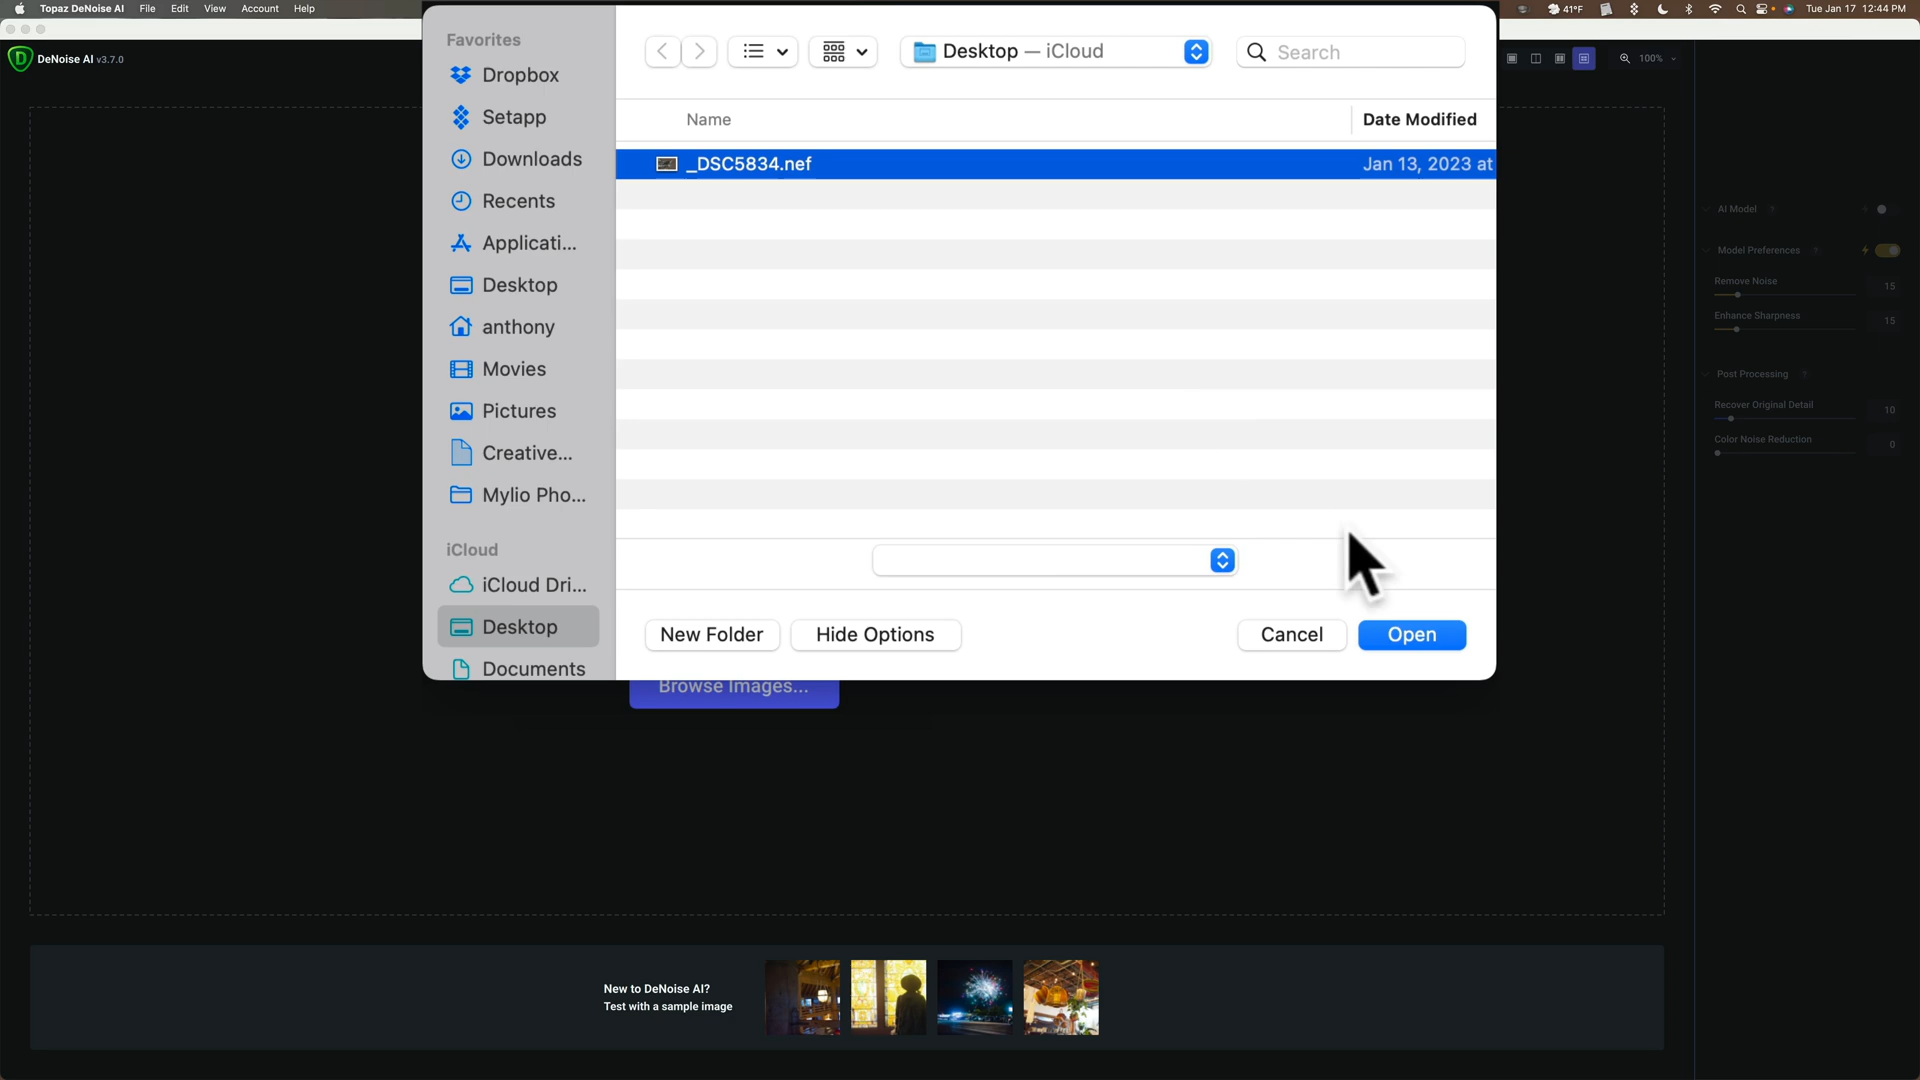 Topaz DeNoise AI File Edit View Account Help
41°F Tue Jan 17 12:44 PM
DeNoise AI v3.7.0
100%
Favorites
Dropbox
Setapp
Downloads
Recents
Applicati...
Desktop
anthony
Movies
Pictures
Creative...
Mylio Pho...
iCloud
iCloud Dri...
Desktop
Documents
Desktop — iCloud
Search
Name
Date Modified
_DSC5834.nef
Jan 13, 2023 at
New Folder
Hide Options
Cancel
Open
Browse Images...
AI Model ?
Model Preferences ?
Remove Noise
15
Enhance Sharpness
15
Post Processing ?
Recover Original Detail
10
Color Noise Reduction
0
New to DeNoise AI?
Test with a sample image